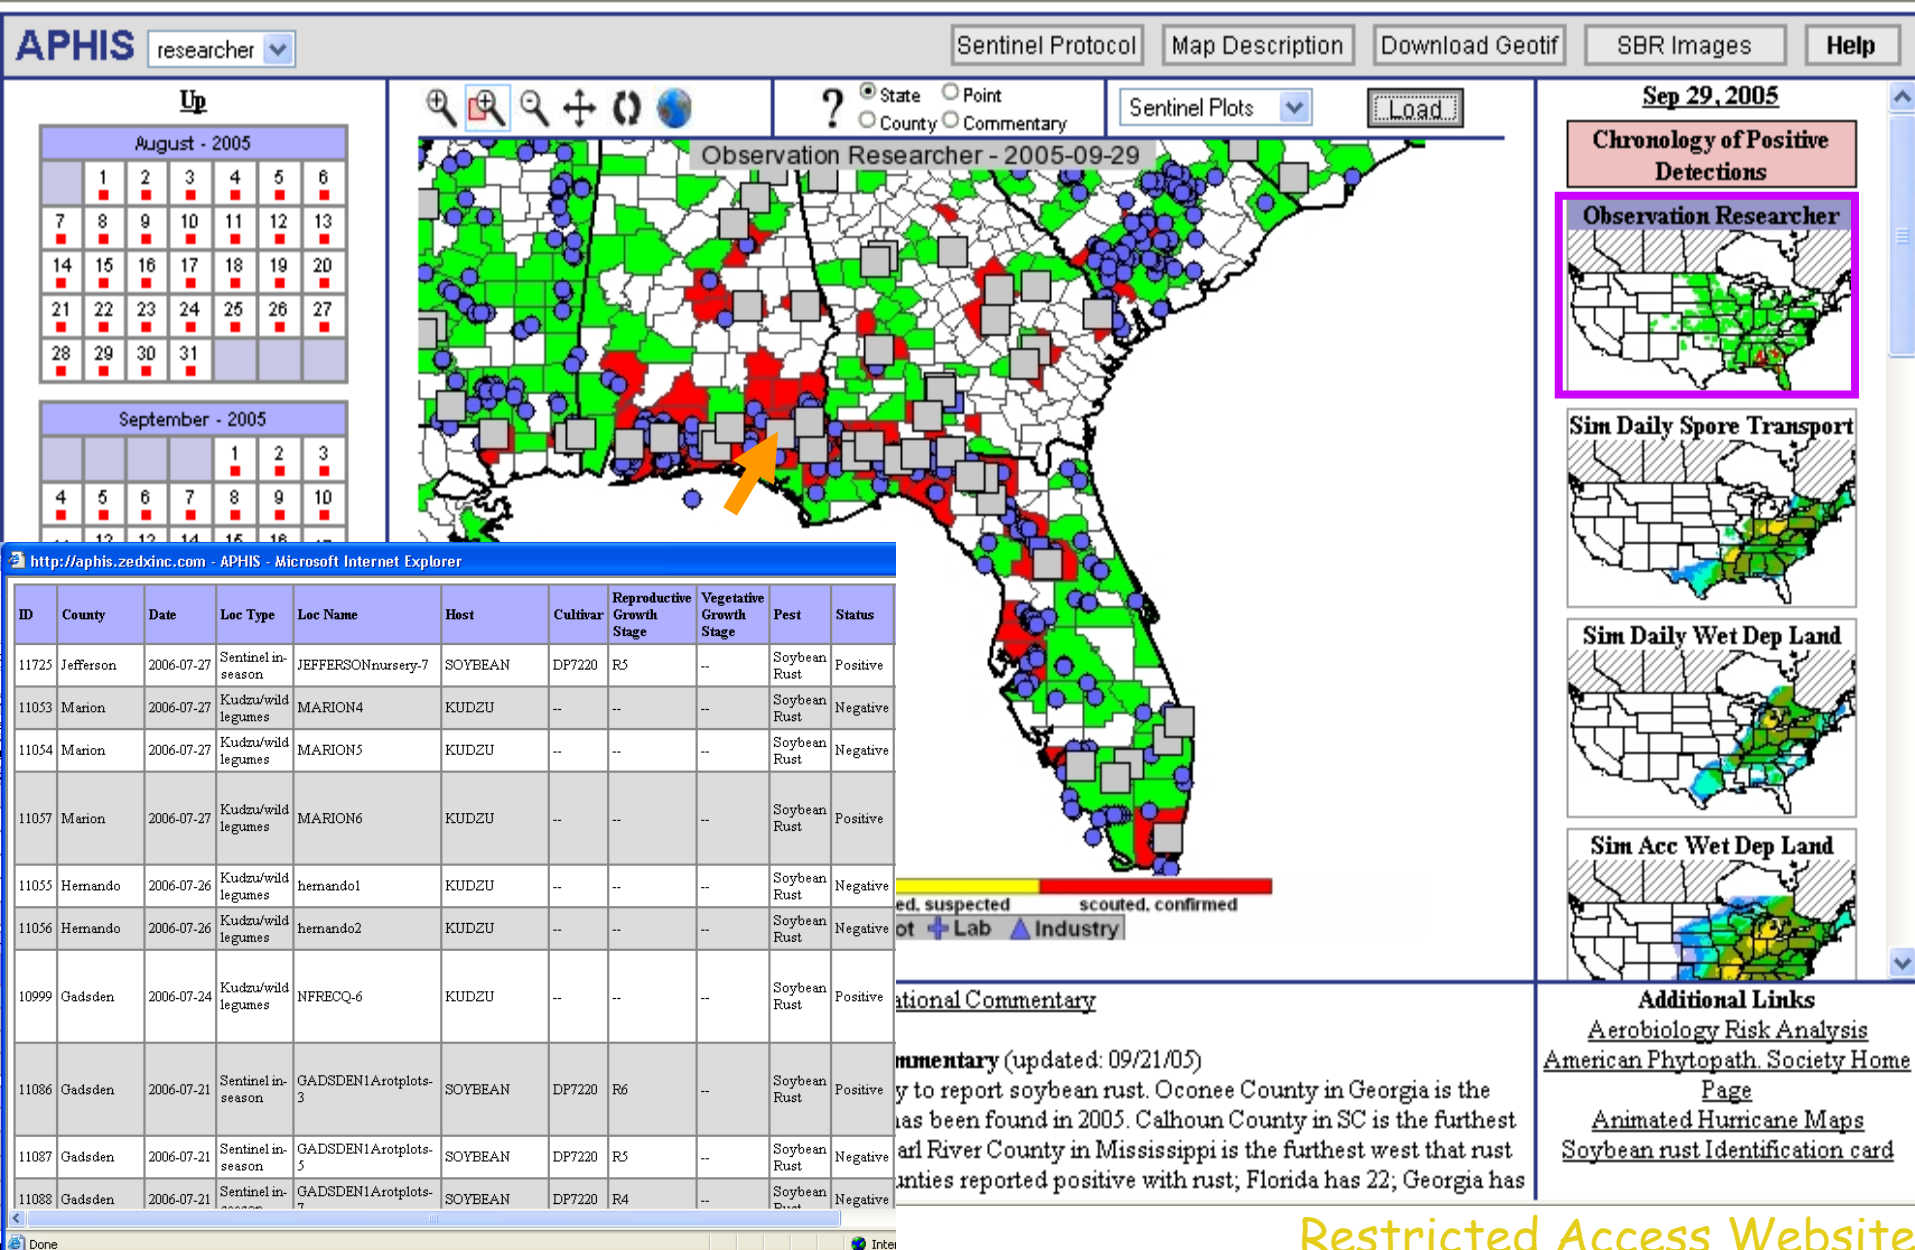 APHIS researcher Sentinel Protocol Map Description Download Geotif SBR Images Help
Up
August - 2005
1 2 3 4 5 6
7 8 9 10 11 12 13
14 15 16 17 18 19 20
21 22 23 24 25 26 27
28 29 30 31
September - 2005
1 2 3
4 5 6 7 8 9 10
12 13 14 15 16
? State Point
County Commentary
Sentinel Plots Load
Observation Researcher - 2005-09-29
Sep 29, 2005
Chronology of Positive
Detections
Observation Researcher
Sim Daily Spore Transport
Sim Daily Wet Dep Land
Sim Acc Wet Dep Land
http://aphis.zedxinc.com - APHIS - Microsoft Internet Explorer
ID County Date Loc Type Loc Name Host Cultivar Reproductive Growth Stage Vegetative Growth Stage Pest Status
11725 Jefferson 2006-07-27 Sentinel in-season JEFFERSONnursery-7 SOYBEAN DP7220 R5 -- Soybean Rust Positive
11053 Marion 2006-07-27 Kudzu/wild legumes MARION4 KUDZU -- -- -- Soybean Rust Negative
11054 Marion 2006-07-27 Kudzu/wild legumes MARION5 KUDZU -- -- -- Soybean Rust Negative
11057 Marion 2006-07-27 Kudzu/wild legumes MARION6 KUDZU -- -- -- Soybean Rust Positive
11055 Hernando 2006-07-26 Kudzu/wild legumes hernando1 KUDZU -- -- -- Soybean Rust Negative
11056 Hernando 2006-07-26 Kudzu/wild legumes hernando2 KUDZU -- -- -- Soybean Rust Negative
10999 Gadsden 2006-07-24 Kudzu/wild legumes NFRECQ-6 KUDZU -- -- -- Soybean Rust Positive
11086 Gadsden 2006-07-21 Sentinel in-season GADSDEN1Arotplots-3 SOYBEAN DP7220 R6 -- Soybean Rust Positive
11087 Gadsden 2006-07-21 Sentinel in-season GADSDEN1Arotplots-5 SOYBEAN DP7220 R5 -- Soybean Rust Negative
11088 Gadsden 2006-07-21 Sentinel in- GADSDEN1Arotplots- SOYBEAN DP7220 R4 -- Soybean Negative
Done Inter
ed, suspected scouted, confirmed
ot Lab Industry
ational Commentary
mmentary (updated: 09/21/05)
y to report soybean rust. Oconee County in Georgia is the
as been found in 2005. Calhoun County in SC is the furthest
arl River County in Mississippi is the furthest west that rust
unties reported positive with rust; Florida has 22; Georgia has
Additional Links
Aerobiology Risk Analysis
American Phytopath. Society Home
Page
Animated Hurricane Maps
Soybean rust Identification card
Restricted Access Website